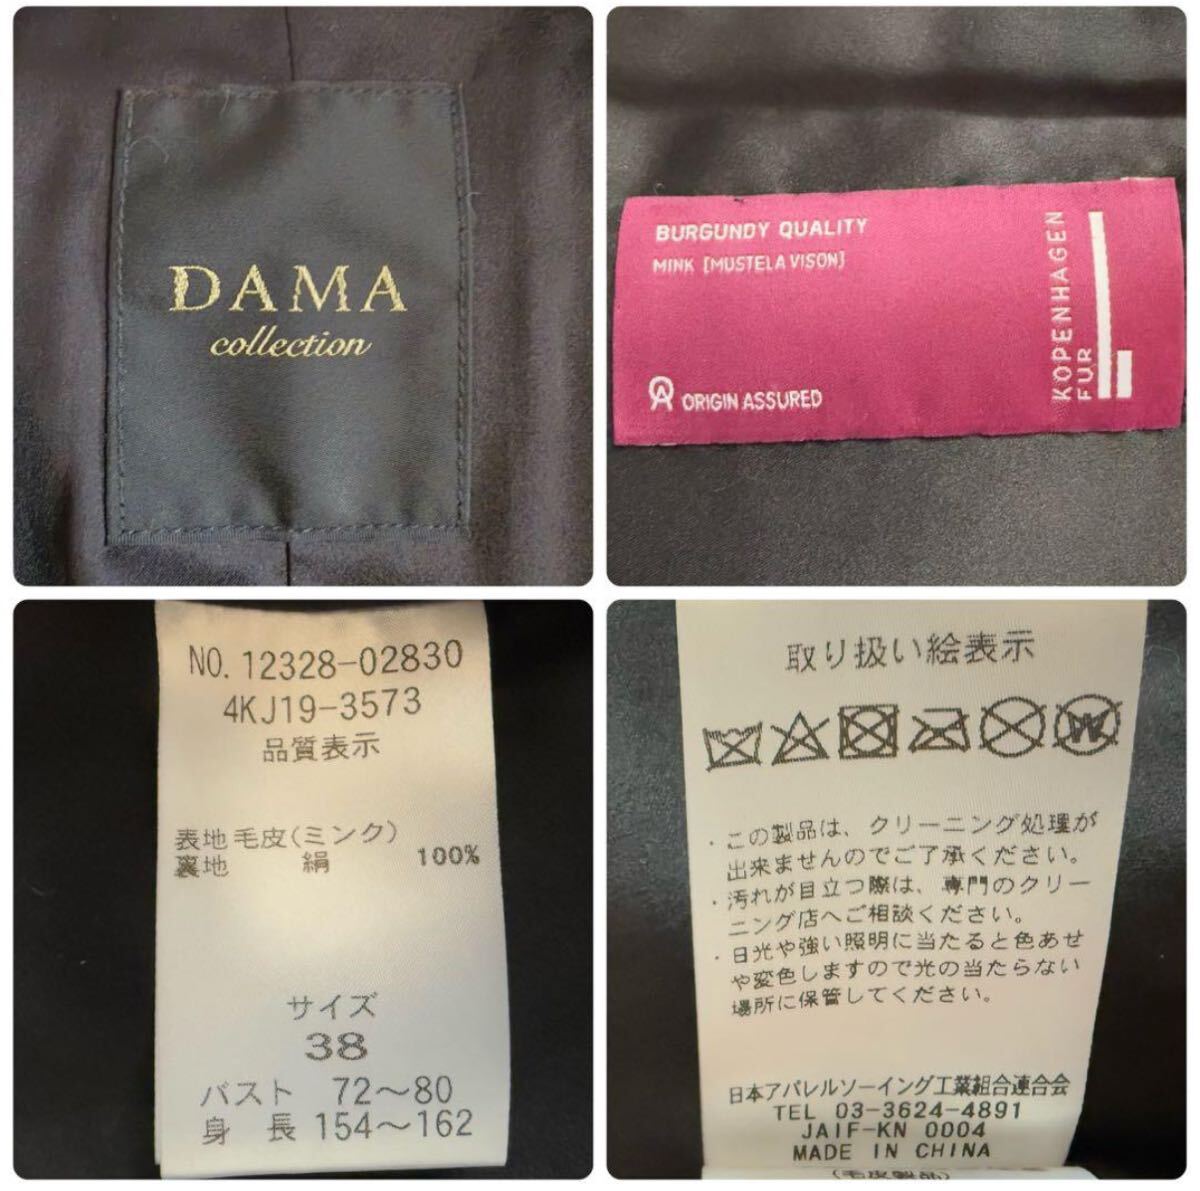 DAMA
collection
BURGUNDY QUALITY
MINK [MUSTELA VISON]
OA ORIGIN ASSURED
KOPENHAGEN
FUR
NO. 12328-02830
4KJ19-3573
品質表示
表地 毛皮(ミンク)
裏地 絹 100%
サイズ
38
バスト 72～80
身 長 154～162
取り扱い絵表示
W
・この製品は、クリーニング処理が
出来ませんのでご了承ください。
・汚れが目立つ際は、専門のクリー
ニング店へご相談ください。
・日光や強い照明に当たると色あせ
や変色しますので光の当たらない
場所に保管してください。
日本アパレルソーイング工業組合連合会
TEL 03-3624-4891
JAIF-KN 0004
MADE IN CHINA
(毛皮製品)